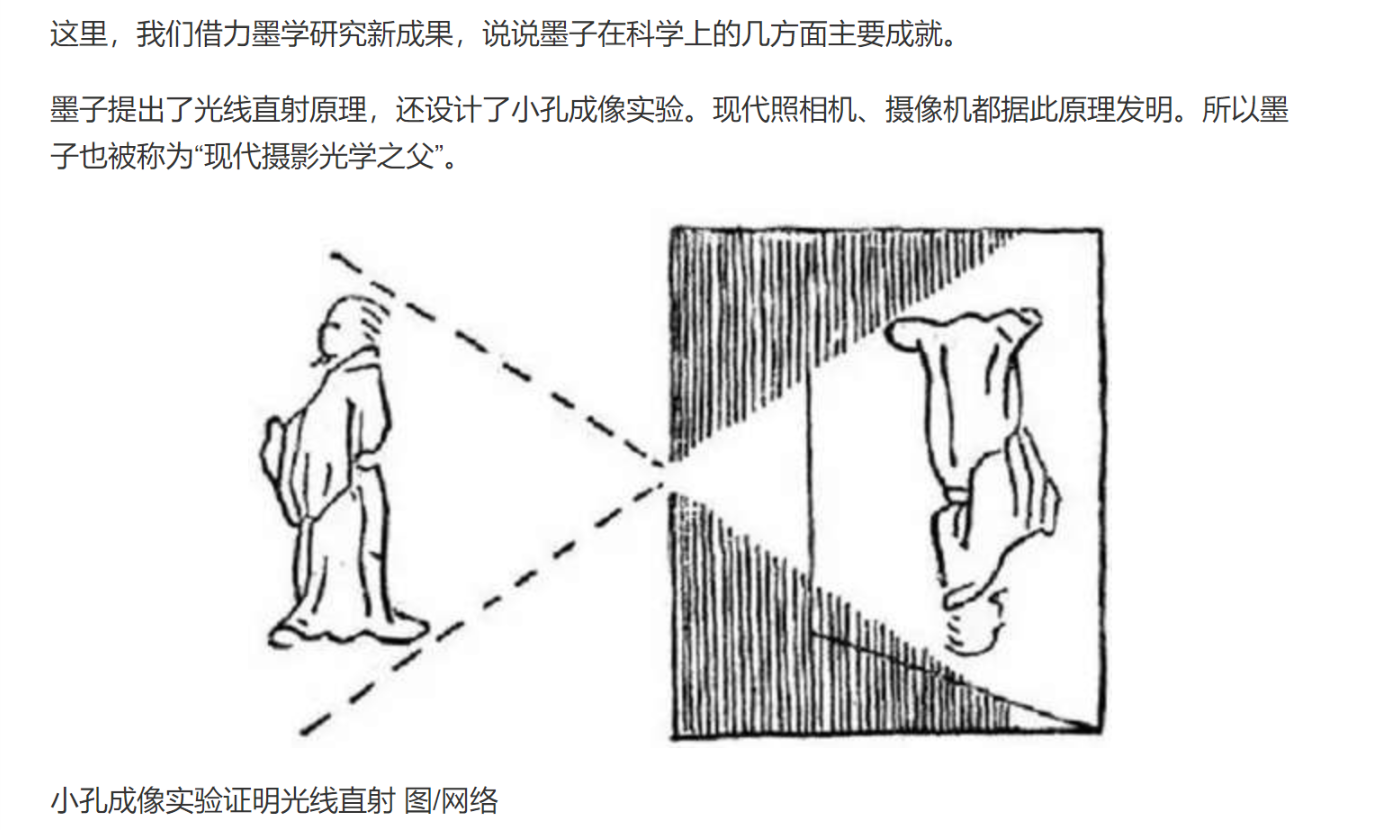 这里，我们借力墨学研究新成果，说说墨子在科学上的几方面主要成就。
墨子提出了光线直射原理，还设计了小孔成像实验。现代照相机、摄像机都据此原理发明。所以墨
子也被称为“现代摄影光学之父”。
小孔成像实验证明光线直射 图/网络